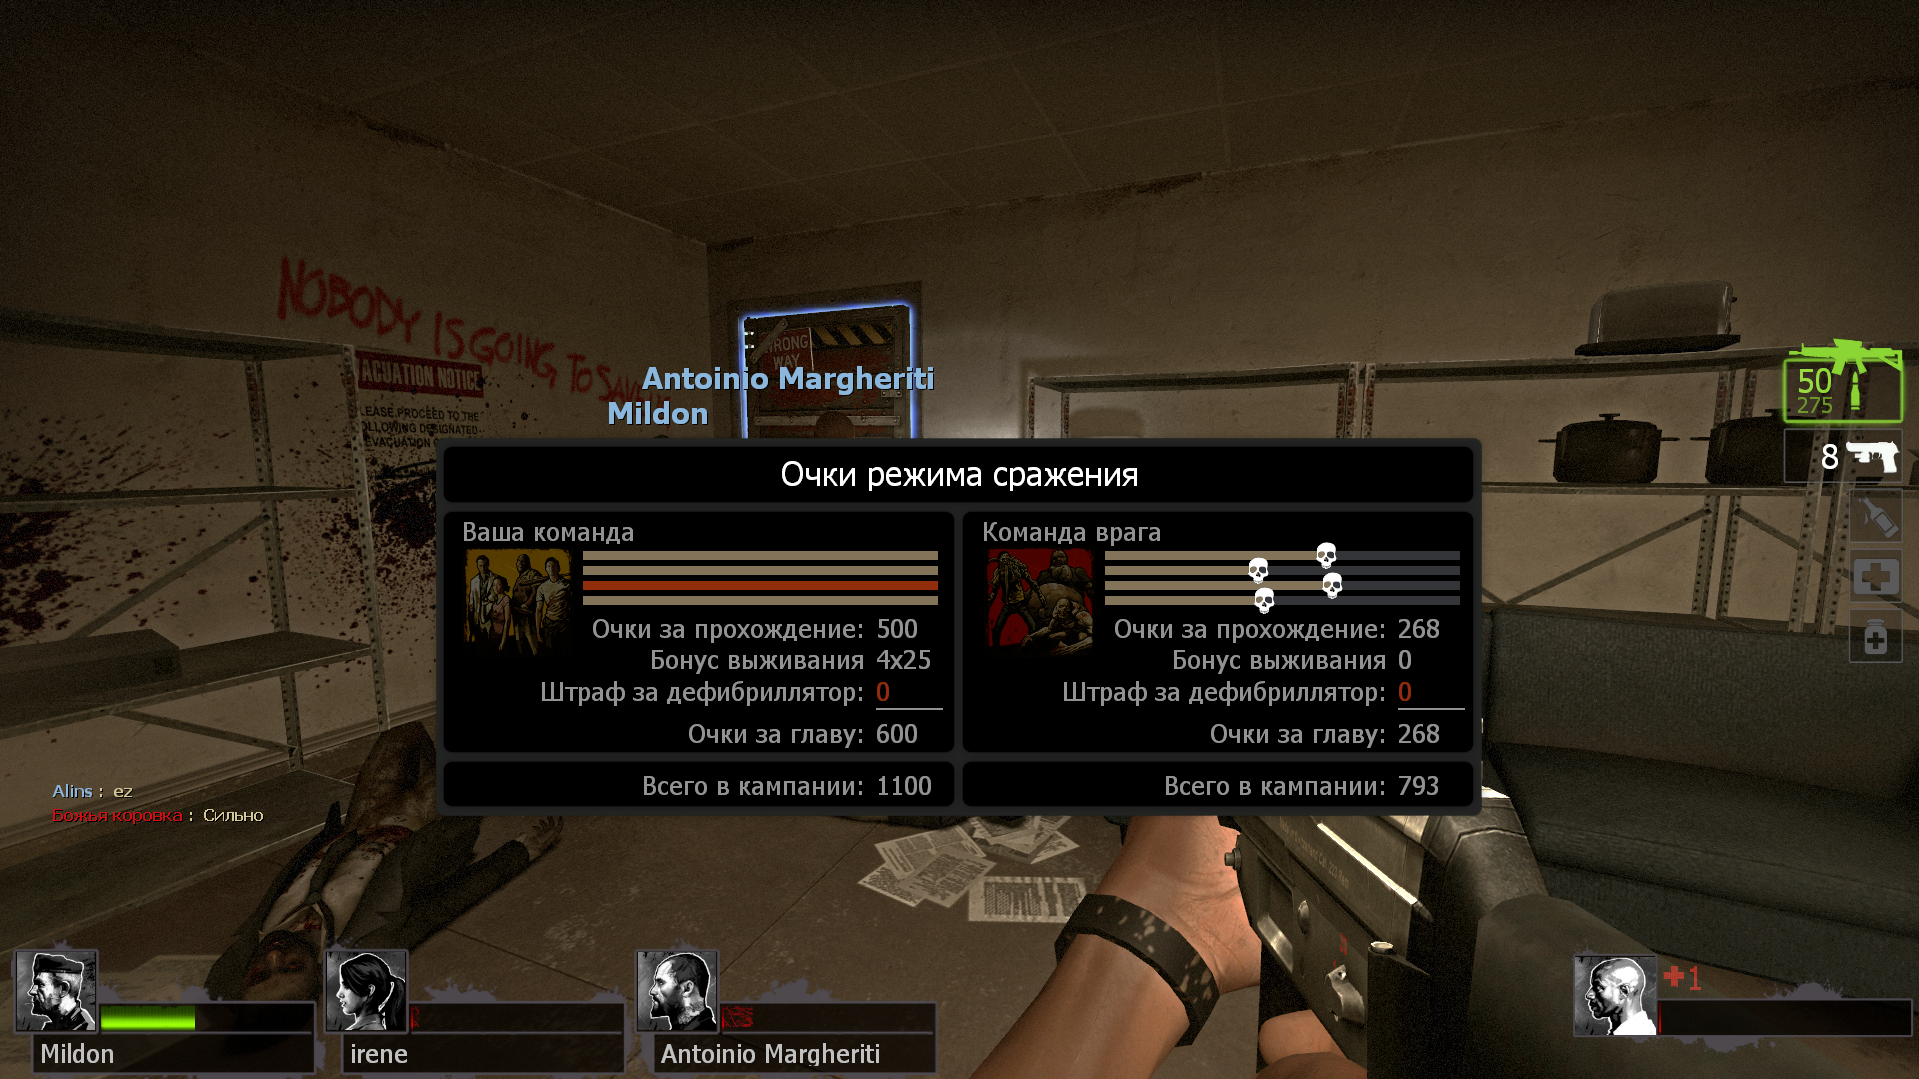 NOBODY IS GOING TO SAVE
WRONG
WAY
EVACUATION NOTICE
PLEASE PROCEED TO THE
FOLLOWING DESIGNATED
EVACUATION
Antoinio Margheriti
Mildon
50
275
8
Очки режима сражения
Ваша команда
Очки за прохождение: 500
Бонус выживания 4x25
Штраф за дефибриллятор: 0
Очки за главу: 600
Всего в кампании: 1100
Команда врага
Очки за прохождение: 268
Бонус выживания 0
Штраф за дефибриллятор: 0
Очки за главу: 268
Всего в кампании: 793
Alins : ez
Божья коровка : Сильно
Mildon
irene
Antoinio Margheriti
+1